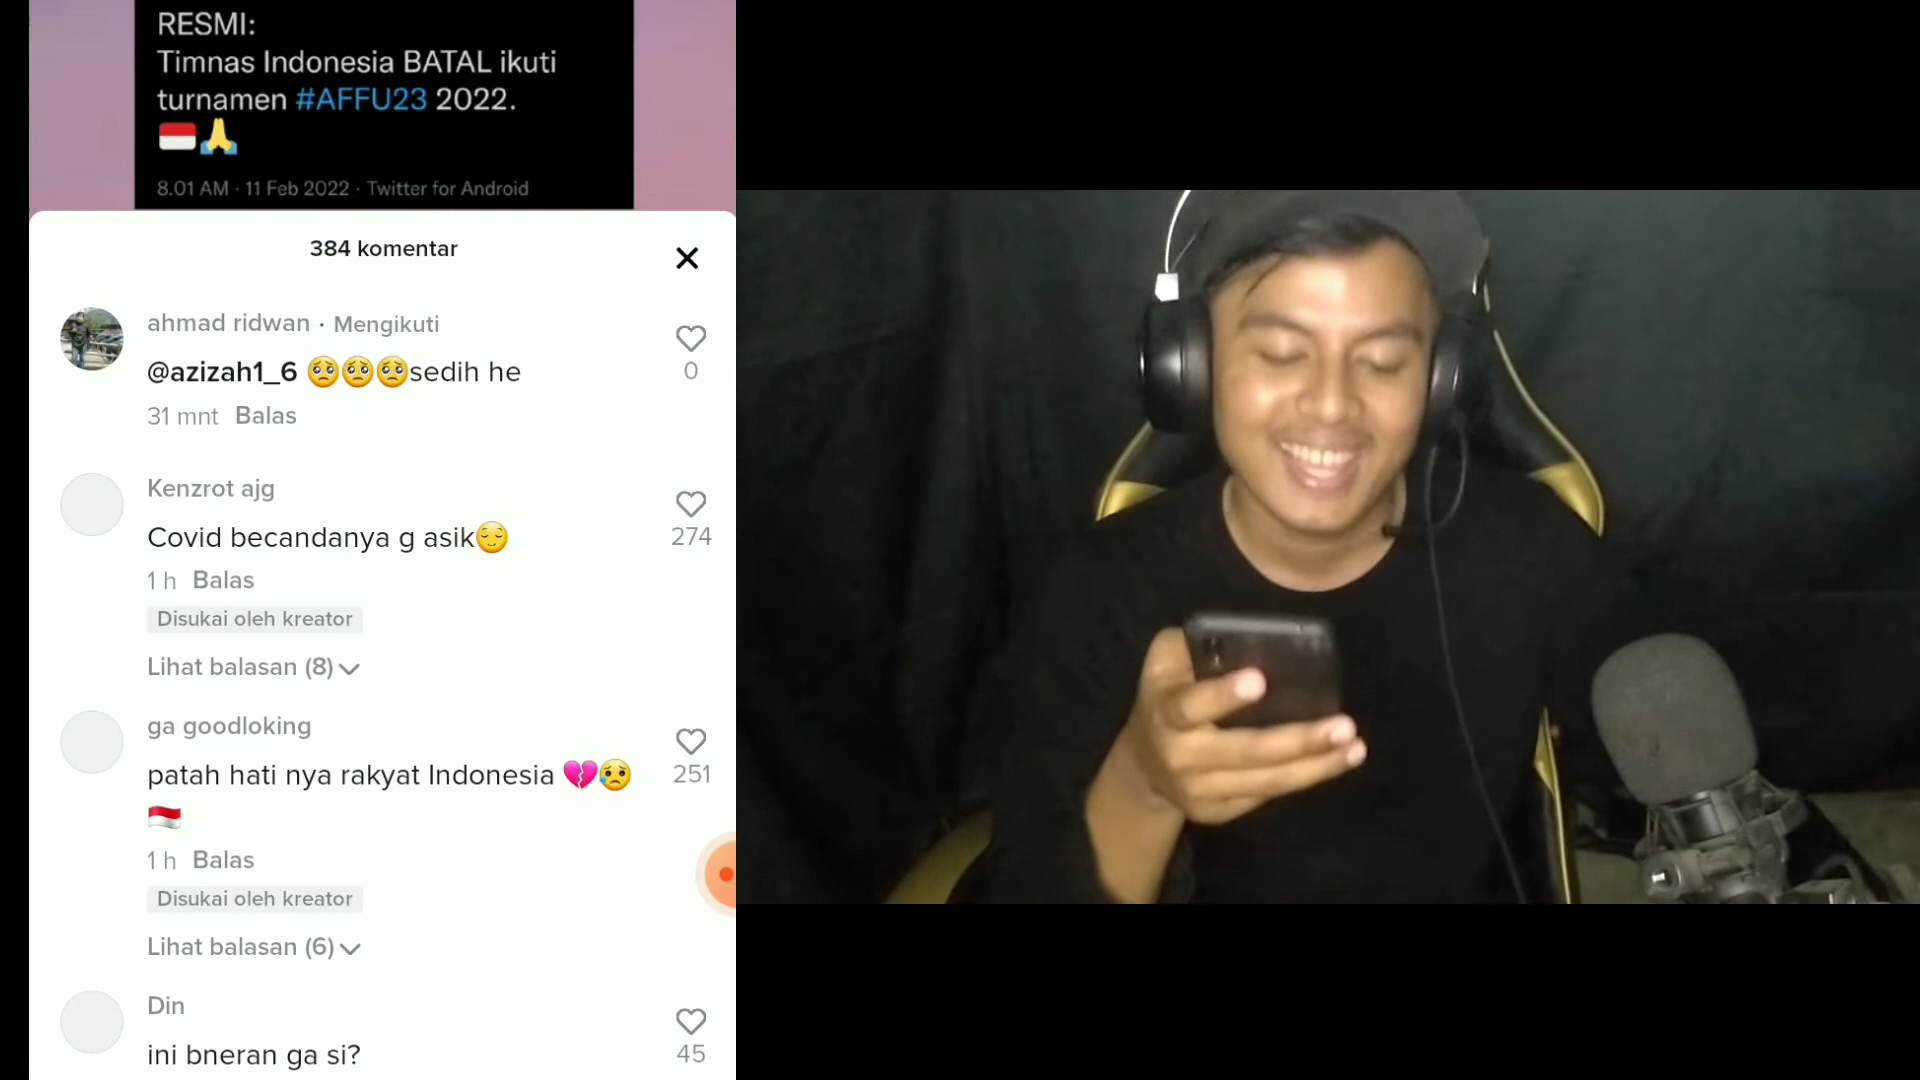 RESMI:
Timnas Indonesia BATAL ikuti
turnamen #AFFU23 2022.
🇮🇩🙏
8.01 AM · 11 Feb 2022 · Twitter for Android
384 komentar
ahmad ridwan · Mengikuti
@azizah1_6 🥺🥺🥺sedih he
0
31 mnt Balas
Kenzrot ajg
Covid becandanya g asik😌
274
1 h Balas
Disukai oleh kreator
Lihat balasan (8)
ga goodloking
patah hati nya rakyat Indonesia 💔😢
🇮🇩
251
1 h Balas
Disukai oleh kreator
Lihat balasan (6)
Din
ini bneran ga si?
45